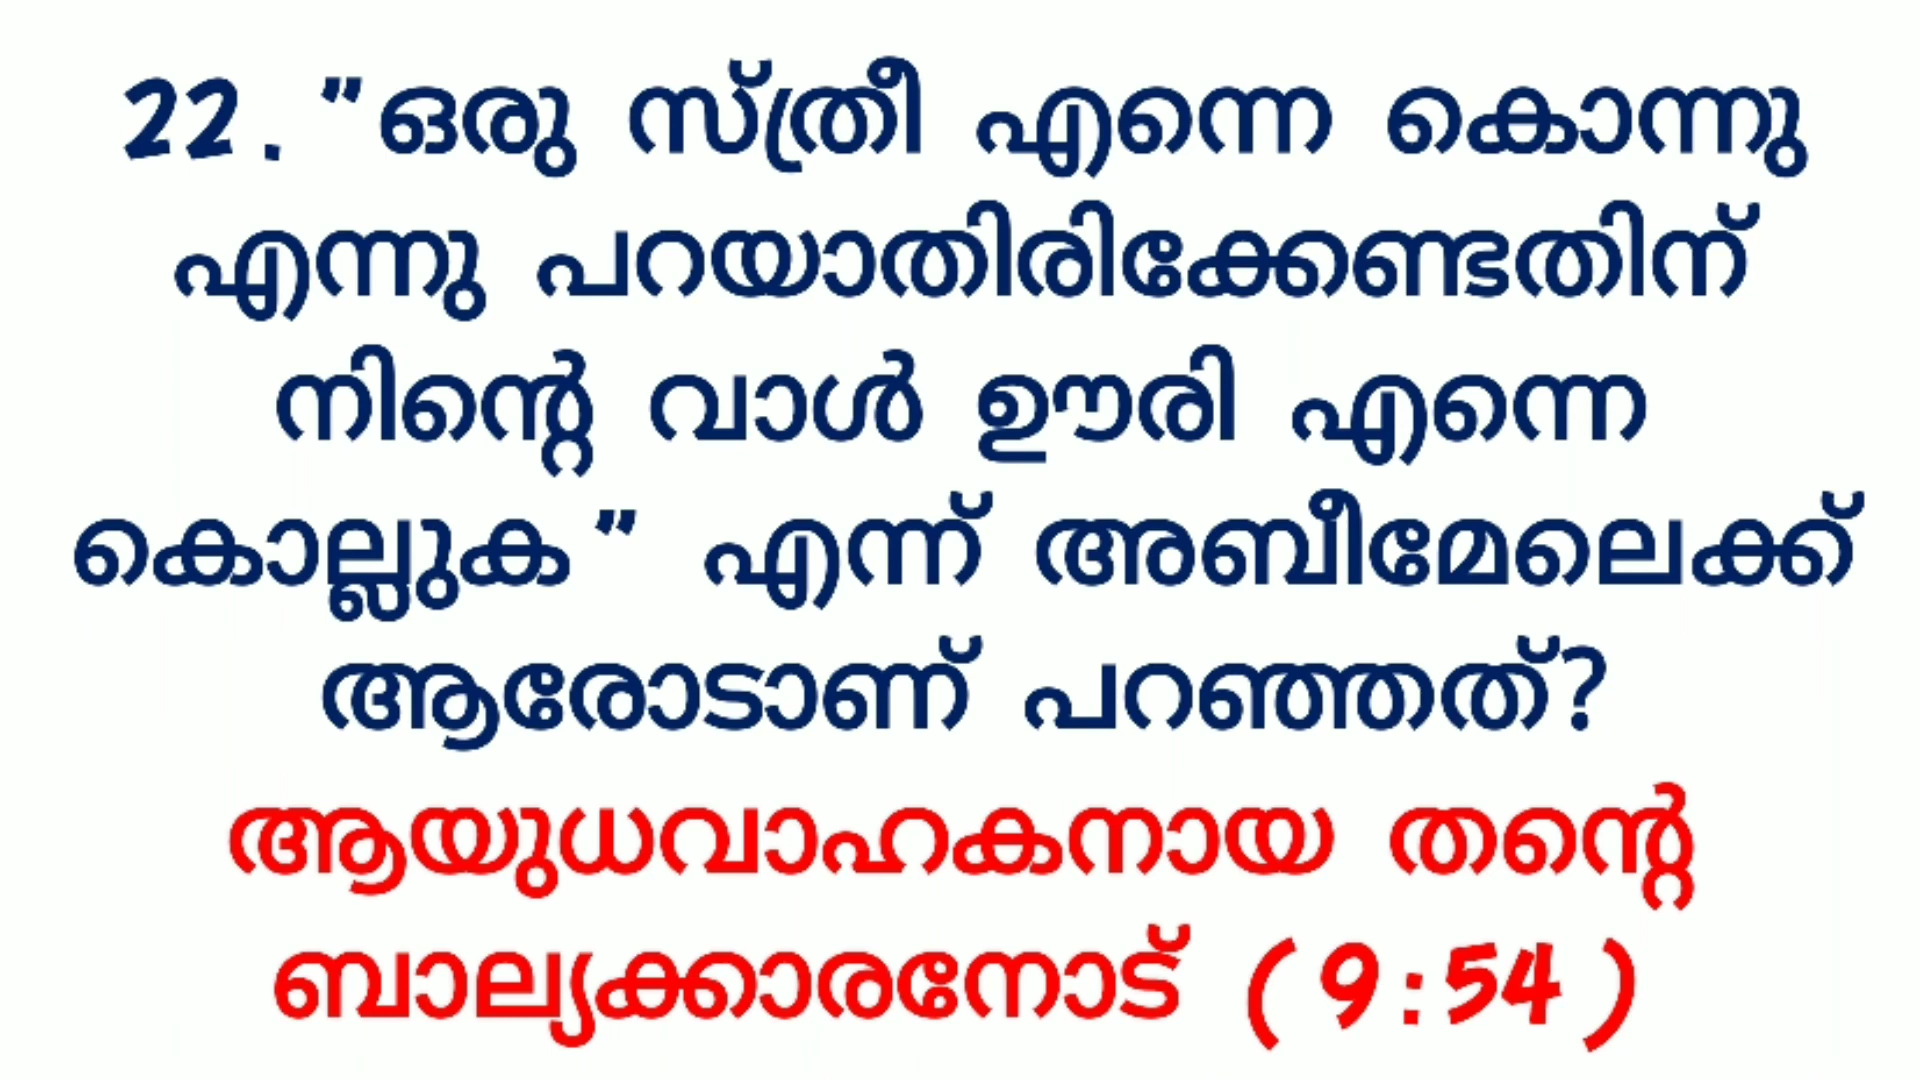 22."ഒരു സ്ത്രീ എന്നെ കൊന്നു
എന്നു പറയാതിരിക്കേണ്ടതിന്
നിന്റെ വാൾ ഊരി എന്നെ
കൊല്ലുക" എന്ന് അബീമേലെക്ക്
ആരോടാണ് പറഞ്ഞത്?
ആയുധവാഹകനായ തന്റെ
ബാല്യക്കാരനോട് (9:54)